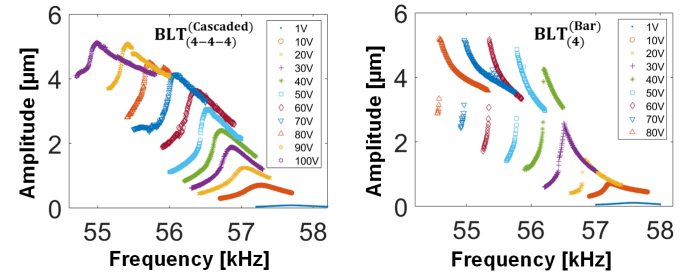 BLT(Cascaded)(4−4−4)
6
4
2
0
Amplitude [µm]
55
56
57
58
Frequency [kHz]
1V
10V
20V
30V
40V
50V
60V
70V
80V
90V
100V
BLT(Bar)(4)
6
4
2
0
Amplitude [µm]
55
56
57
58
Frequency [kHz]
1V
10V
20V
30V
40V
50V
60V
70V
80V